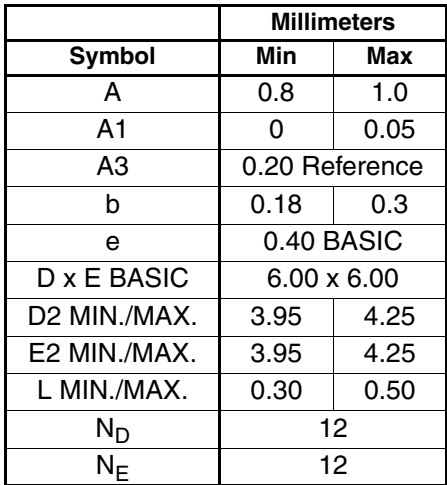 Millimeters
Symbol Min Max
A 0.8 1.0
A1 0 0.05
A3 0.20 Reference
b 0.18 0.3
e 0.40 BASIC
D x E BASIC 6.00 x 6.00
D2 MIN./MAX. 3.95 4.25
E2 MIN./MAX. 3.95 4.25
L MIN./MAX. 0.30 0.50
N_D 12
N_E 12